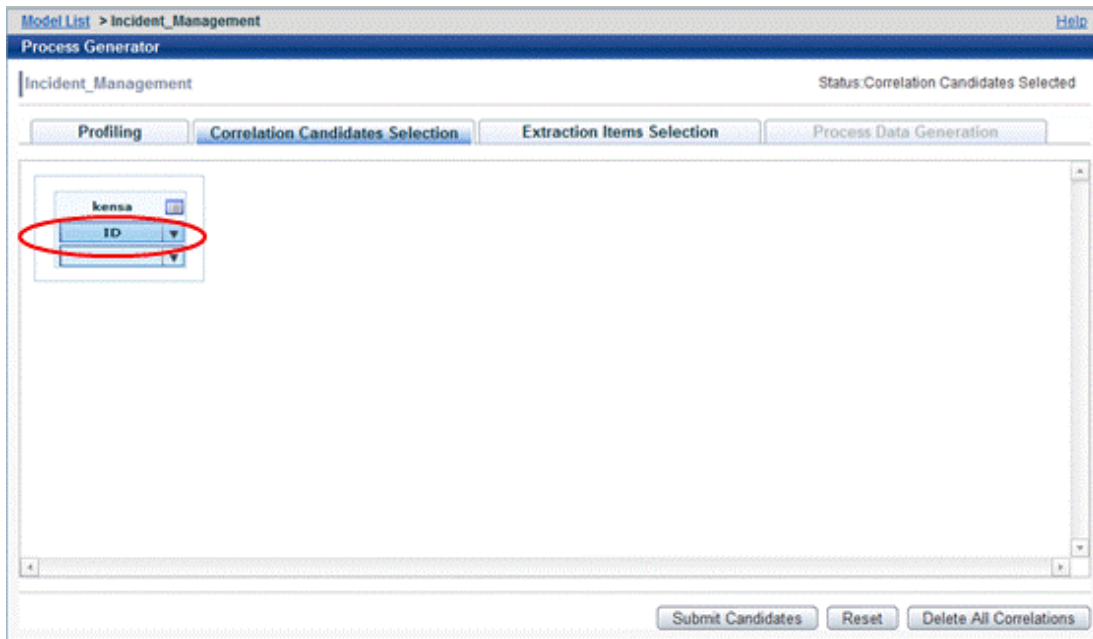 Model List > Incident_Management Help
Process Generator
Incident_Management Status:Correlation Candidates Selected
Profiling Correlation Candidates Selection Extraction Items Selection Process Data Generation
kensa
ID
Submit Candidates Reset Delete All Correlations